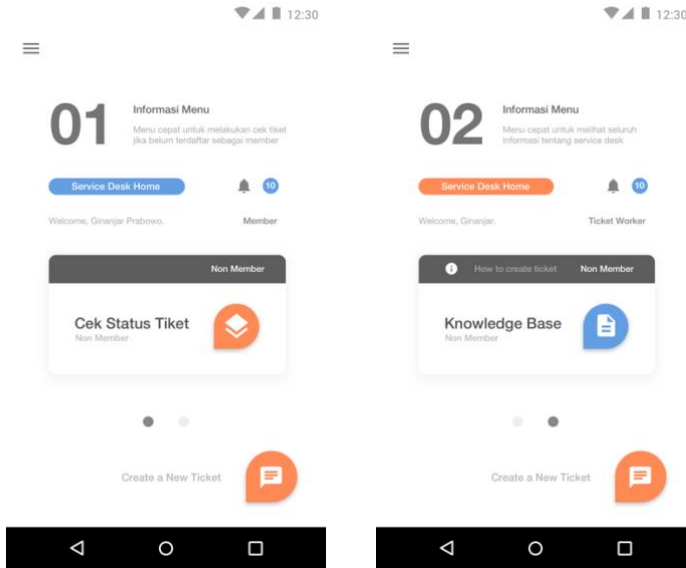 12:30
01
Informasi Menu
Menu cepat untuk melakukan cek tiket
jika belum terdaftar sebagai member
Service Desk Home
10
Welcome, Ginanjar Prabowo.
Member
Non Member
Cek Status Tiket
Non Member
Create a New Ticket
12:30
02
Informasi Menu
Menu cepat untuk melihat seluruh
informasi tentang service desk
Service Desk Home
10
Welcome, Ginanjar.
Ticket Worker
How to create ticket
Non Member
Knowledge Base
Non Member
Create a New Ticket